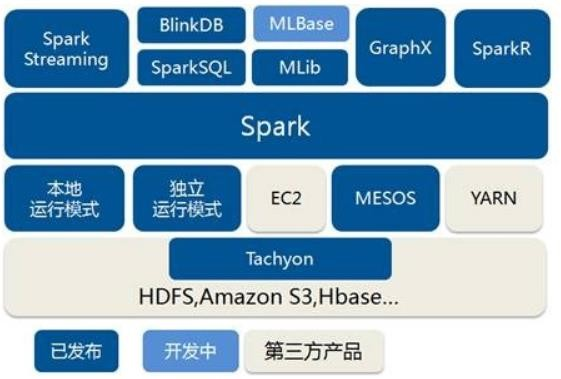 Spark
Streaming
BlinkDB
MLBase
GraphX
SparkR
SparkSQL
MLib
Spark
本地
运行模式
独立
运行模式
EC2
MESOS
YARN
Tachyon
HDFS,Amazon S3,Hbase...
已发布
开发中
第三方产品